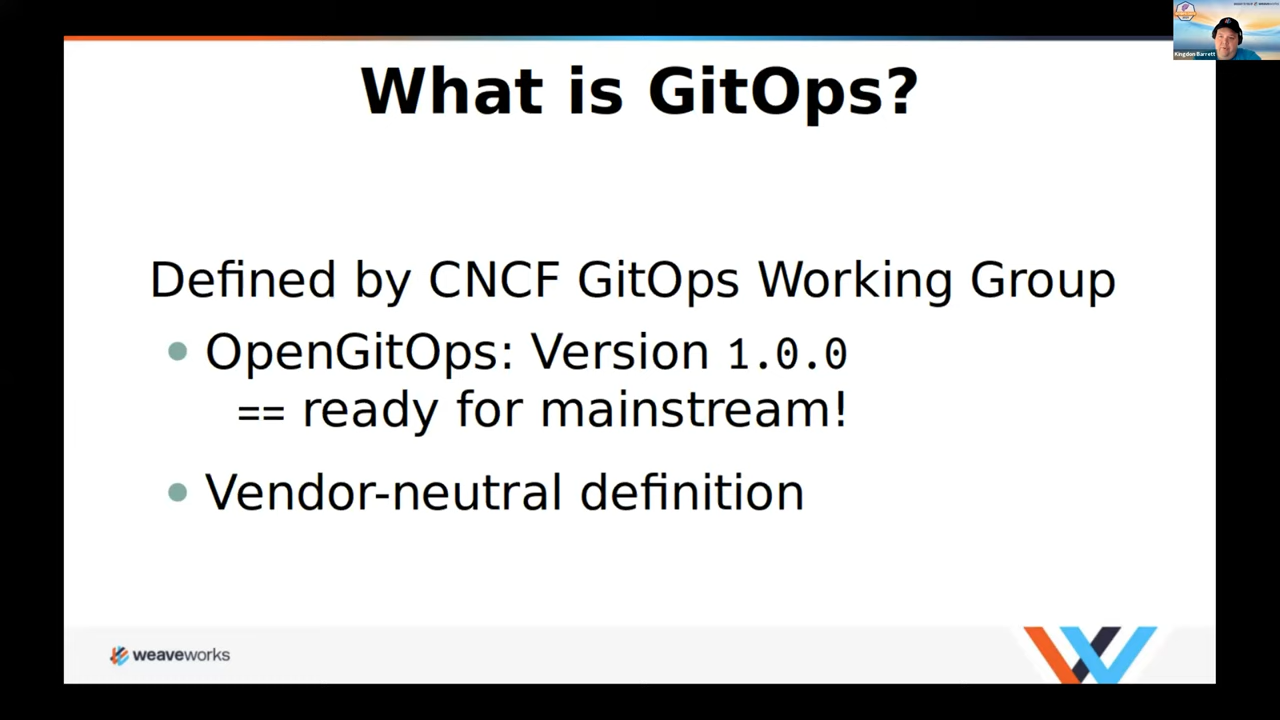 What is GitOps?
Defined by CNCF GitOps Working Group
OpenGitOps: Version 1.0.0
== ready for mainstream!
Vendor-neutral definition
weaveworks
Kingdon Barrett